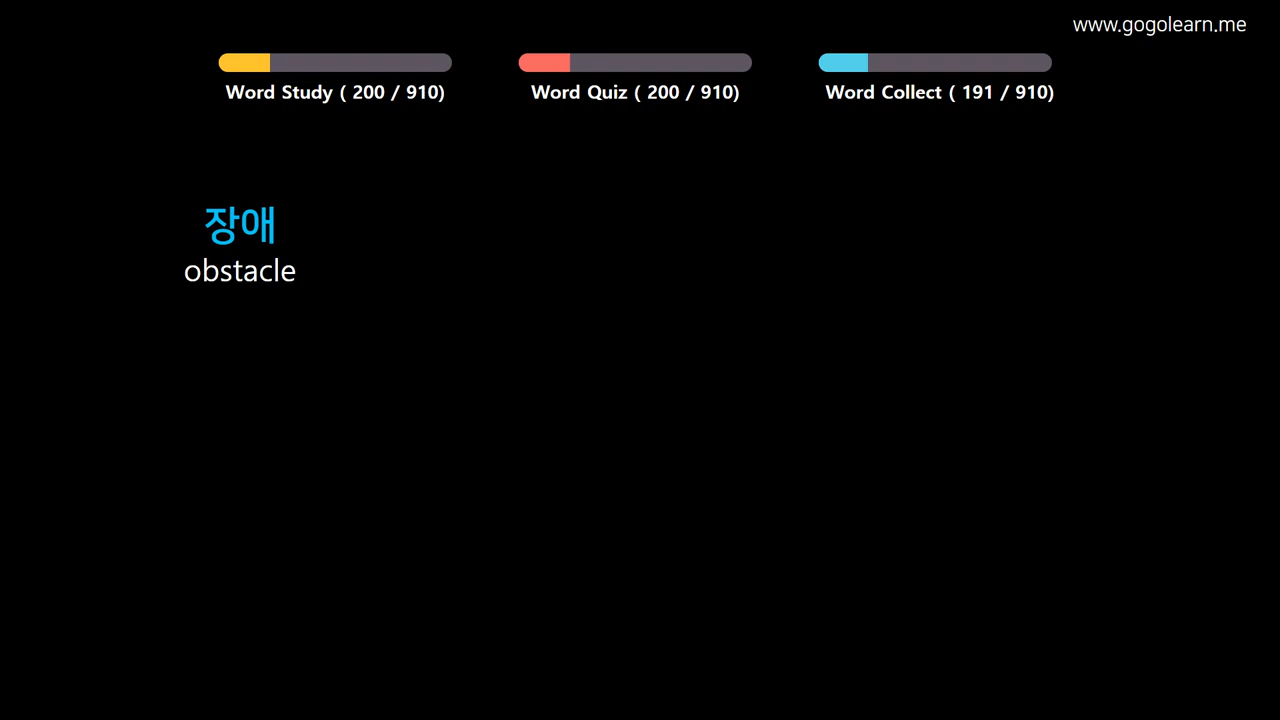 www.gogolearn.me
Word Study ( 200 / 910)
Word Quiz ( 200 / 910)
Word Collect ( 191 / 910)
장애
obstacle